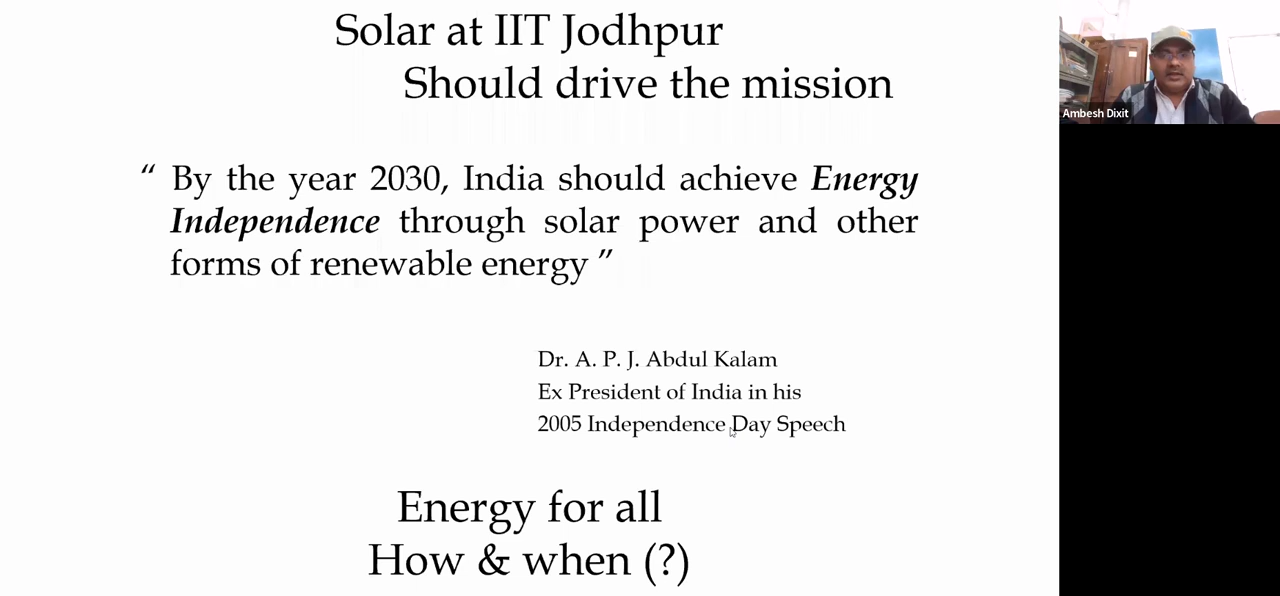 Solar at IIT Jodhpur
Should drive the mission
“ By the year 2030, India should achieve Energy
Independence through solar power and other
forms of renewable energy ”
Dr. A. P. J. Abdul Kalam
Ex President of India in his
2005 Independence Day Speech
Energy for all
How & when (?)
Ambesh Dixit